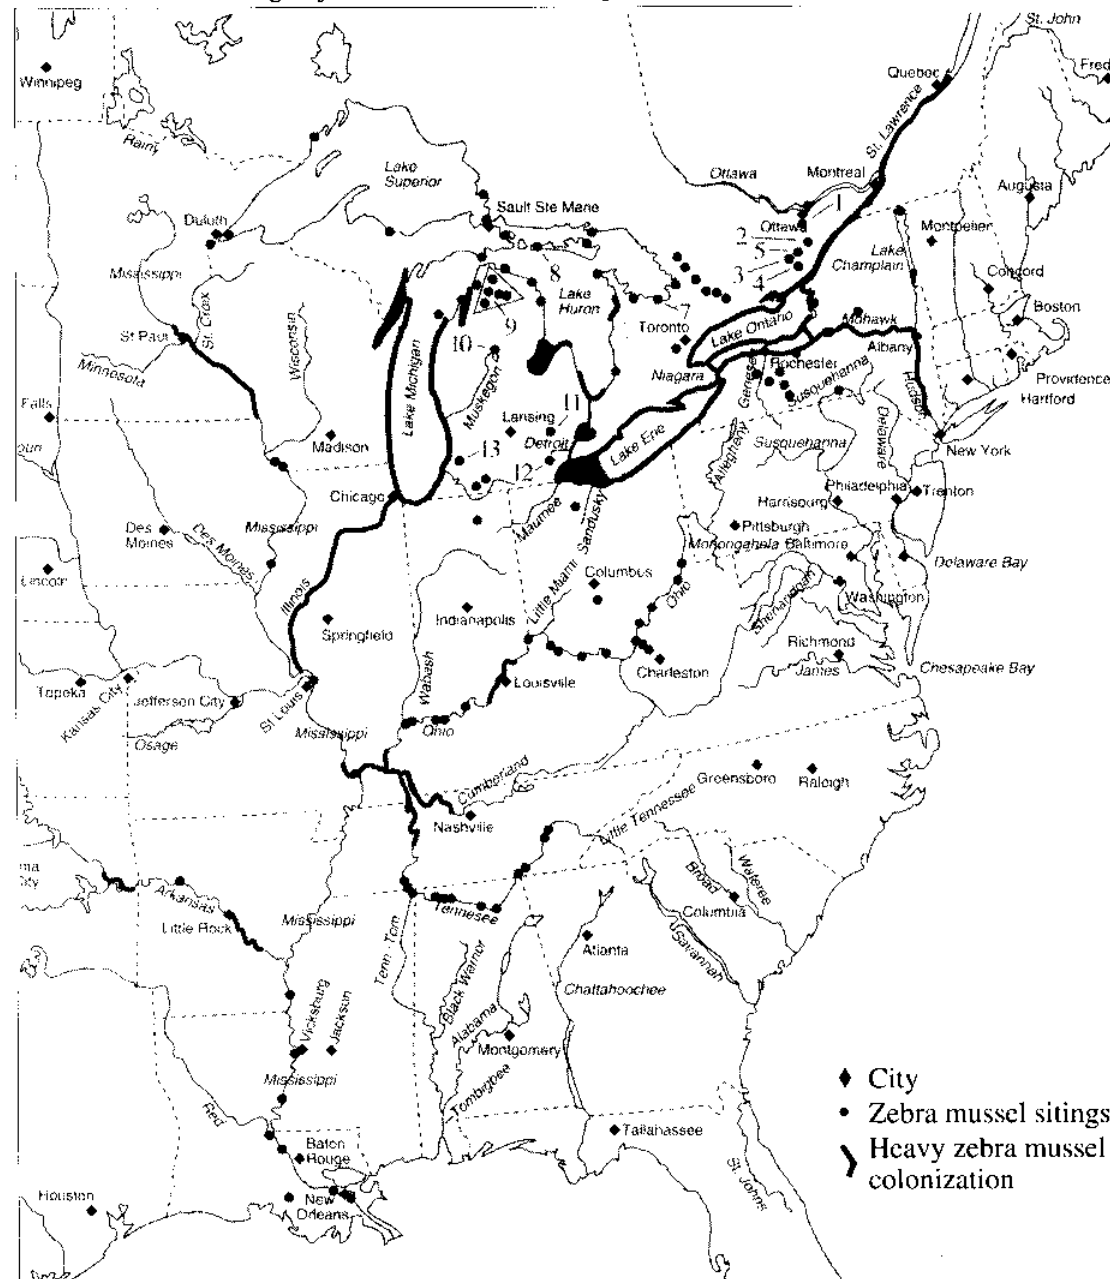 St. John
Winnipeg
Quebec
Fred
Rainy
St. Lawrence
Lake
Superior
Ottawa
Montreal
Augusta
Sault Ste Marie
1
Duluth
Ottawa
2
5
Montpelier
So
Mississippi
8
3
4
Lake
Champlain
Concord
St. Croix
Lake
Huron
7
Boston
9
Toronto
Lake Ontario
Mohawk
St Paul
Wisconsin
10
Albany
Minnesota
Lake Michigan
Muskegon
Niagara
Rochester
Genesee
Susquehanna
Hudson
Providence
Falls
11
Hartford
Lansing
Detroit
Lake Erie
Allegheny
Susquehanna
Delaware
New York
Madison
13
12
Chicago
Philadelphia
Trenton
Harrisburg
Maumee
Sandusky
Des
Moines
Des Moines
Mississippi
Pittsburgh
Monongahela
Baltimore
Delaware Bay
Lincoln
Illinois
Little Miami
Columbus
Ohio
Shenandoah
Washington
Springfield
Indianapolis
Richmond
James
Chesapeake Bay
Topeka
Kansas City
Jefferson City
St Louis
Wabash
Louisville
Charleston
Osage
Mississippi
Ohio
Cumberland
Greensboro
Raleigh
Nashville
Little Tennessee
ma
City
Arkansas
Little Rock
Mississippi
Tennesee
Broad
Wateree
Columbia
Tenn-Tom
Black Warrior
Atlanta
Savannah
Chattahoochee
Vicksburg
Jackson
Alabama
Montgomery
Mississippi
Tombigbee
Red
Tallahassee
Baton
Rouge
Houston
New
Orleans
St. Johns
City
Zebra mussel sitings
Heavy zebra mussel
colonization